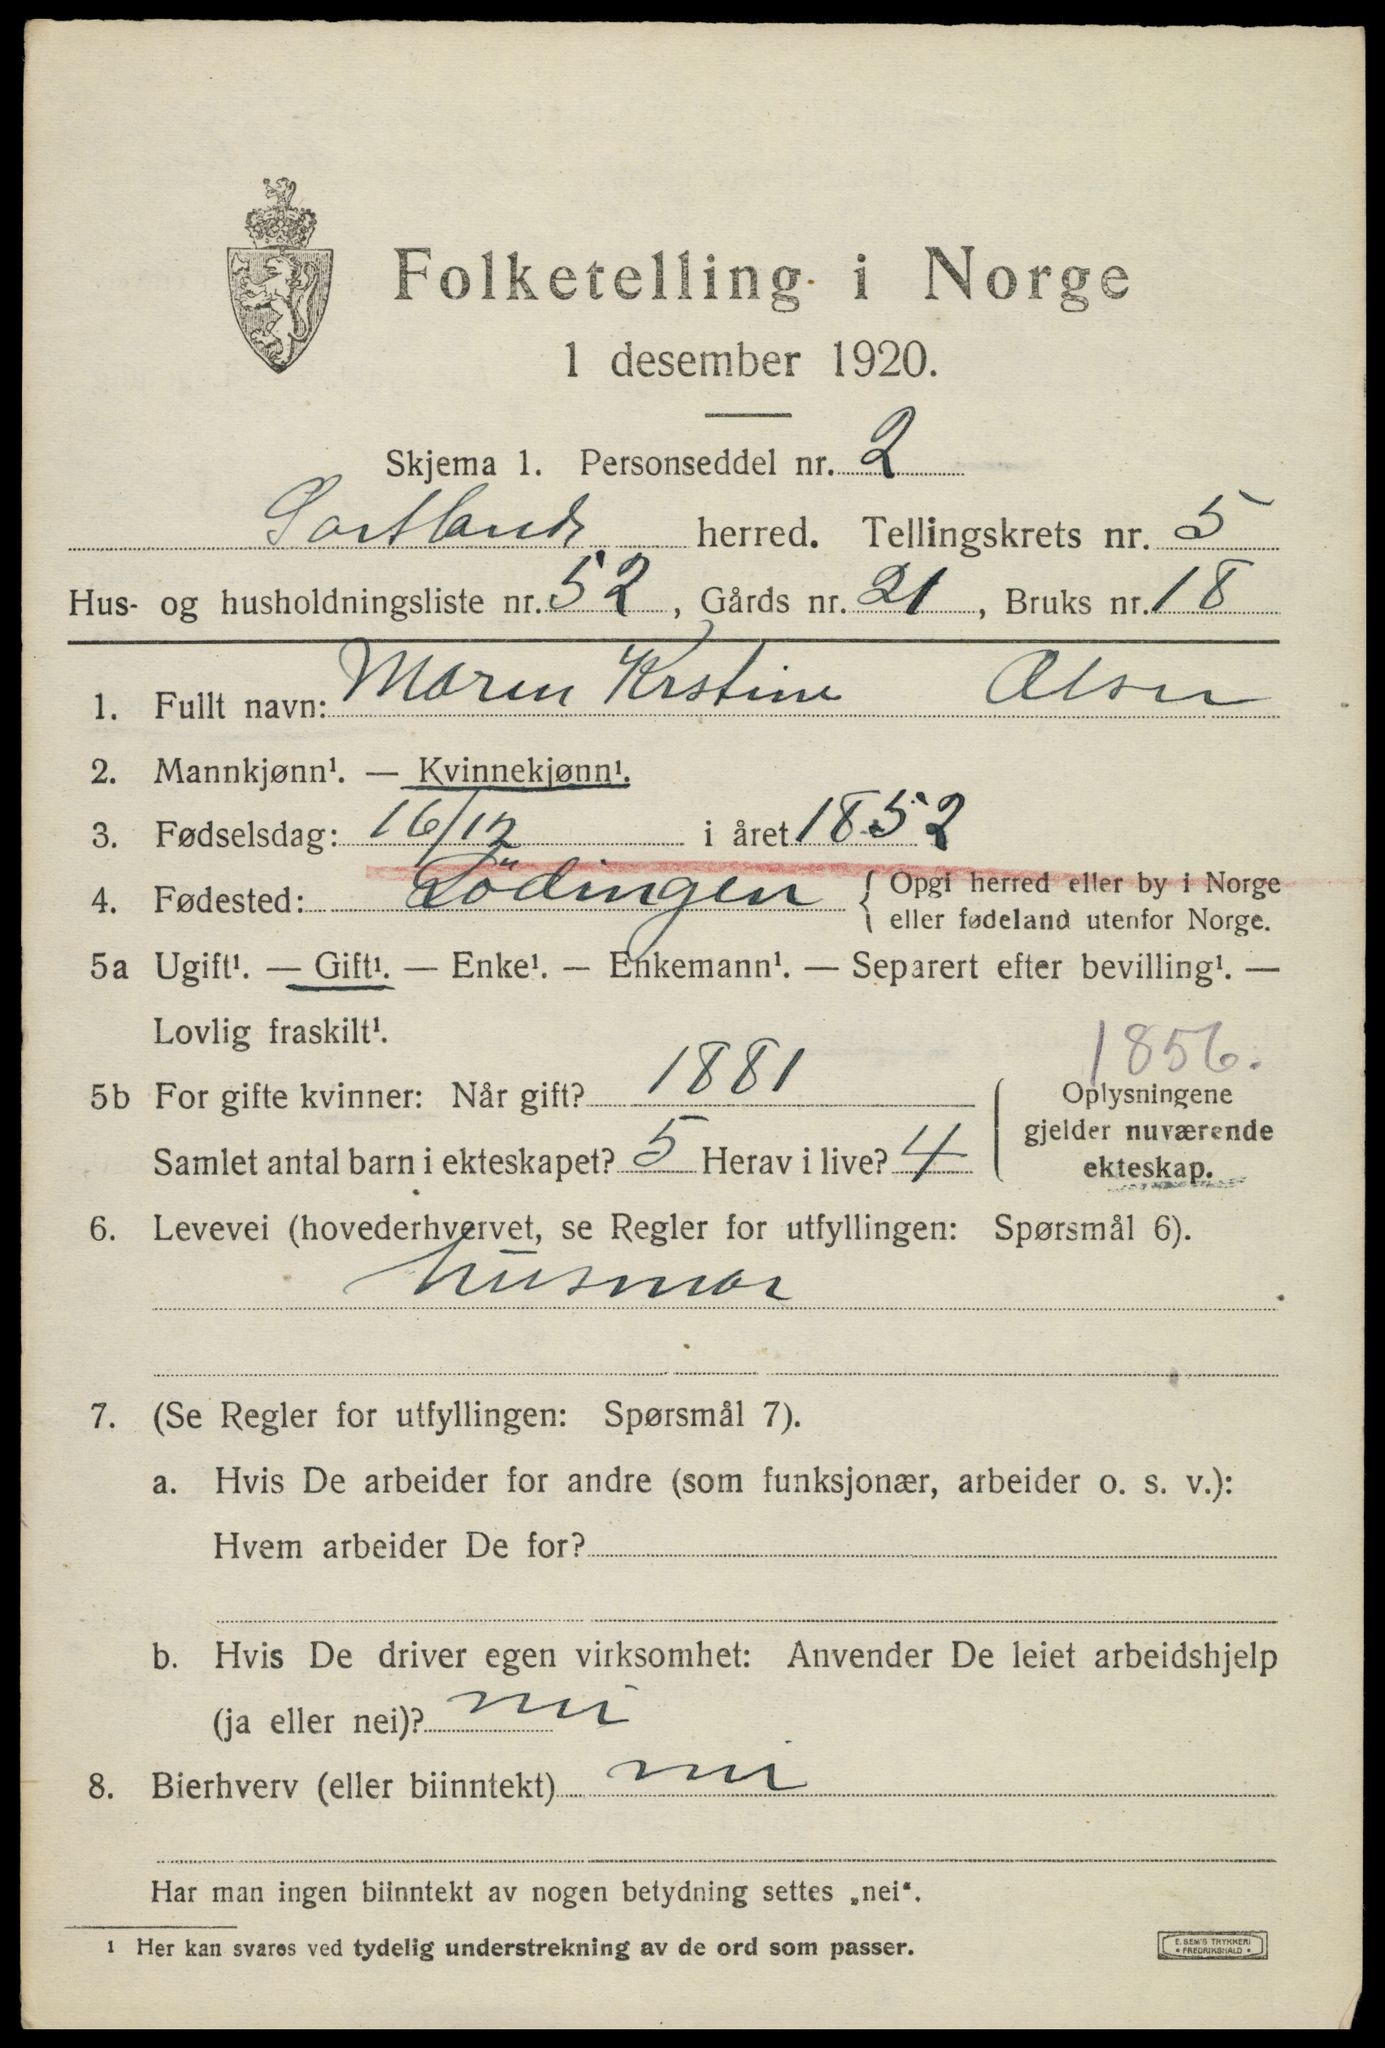 Folketelling i Norge
1 desember 1920.
Skjema 1. Personseddel nr. 2
Sortlands herred. Tellingskrets nr. 5
Hus- og husholdningsliste nr. 52, Gårds nr. 21, Bruks nr. 18
1. Fullt navn: Maren Krstine Olsen
2. Mannkjønn¹. — Kvinnekjønn¹.
3. Fødselsdag: 16/12 i året 1852
4. Fødested: Lödingen { Opgi herred eller by i Norge
eller fødeland utenfor Norge.
5a Ugift¹. — Gift¹. — Enke¹. — Enkemann¹. — Separert efter bevilling¹. —
Lovlig fraskilt¹.
1856.
5b For gifte kvinner: Når gift? 1881
Samlet antal barn i ekteskapet? 5 Herav i live? 4
Oplysningene
gjelder nuværende
ekteskap.
6. Levevei (hovederhvervet, se Regler for utfyllingen: Spørsmål 6).
husmor
7. (Se Regler for utfyllingen: Spørsmål 7).
a. Hvis De arbeider for andre (som funksjonær, arbeider o. s. v.):
Hvem arbeider De for?
b. Hvis De driver egen virksomhet: Anvender De leiet arbeidshjelp
(ja eller nei)? nei
8. Bierhverv (eller biinntekt) nei
Har man ingen biinntekt av nogen betydning settes „nei“.
¹ Her kan svares ved tydelig understrekning av de ord som passer.
E. SEM'S TRYKKERI
• FREDRIKSHALD •